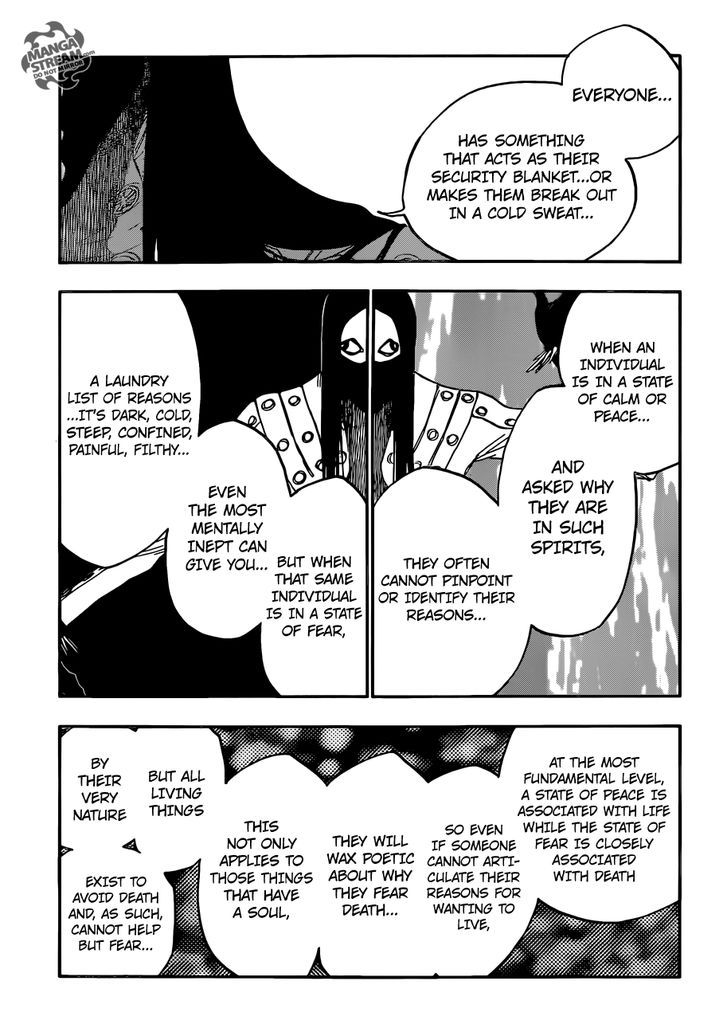 MANGA
STREAM.com
DO NOT MIRROR
EVERYONE...
HAS SOMETHING
THAT ACTS AS THEIR
SECURITY BLANKET...OR
MAKES THEM BREAK OUT
IN A COLD SWEAT...
WHEN AN
INDIVIDUAL
IS IN A STATE
OF CALM OR
PEACE...
AND
ASKED WHY
THEY ARE
IN SUCH
SPIRITS,
THEY OFTEN
CANNOT PINPOINT
OR IDENTIFY THEIR
REASONS...
BUT WHEN
THAT SAME
INDIVIDUAL
IS IN A STATE
OF FEAR,
EVEN
THE MOST
MENTALLY
INEPT CAN
GIVE YOU...
A LAUNDRY
LIST OF REASONS
...IT'S DARK, COLD,
STEEP, CONFINED,
PAINFUL, FILTHY...
AT THE MOST
FUNDAMENTAL LEVEL,
A STATE OF PEACE IS
ASSOCIATED WITH LIFE
WHILE THE STATE OF
FEAR IS CLOSELY
ASSOCIATED
WITH DEATH
SO EVEN
IF SOMEONE
CANNOT ARTI-
CULATE THEIR
REASONS FOR
WANTING TO
LIVE,
THEY WILL
WAX POETIC
ABOUT WHY
THEY FEAR
DEATH...
THIS
NOT ONLY
APPLIES TO
THOSE THINGS
THAT HAVE
A SOUL,
BUT ALL
LIVING
THINGS
BY
THEIR
VERY
NATURE
EXIST TO
AVOID DEATH
AND, AS SUCH,
CANNOT HELP
BUT FEAR...